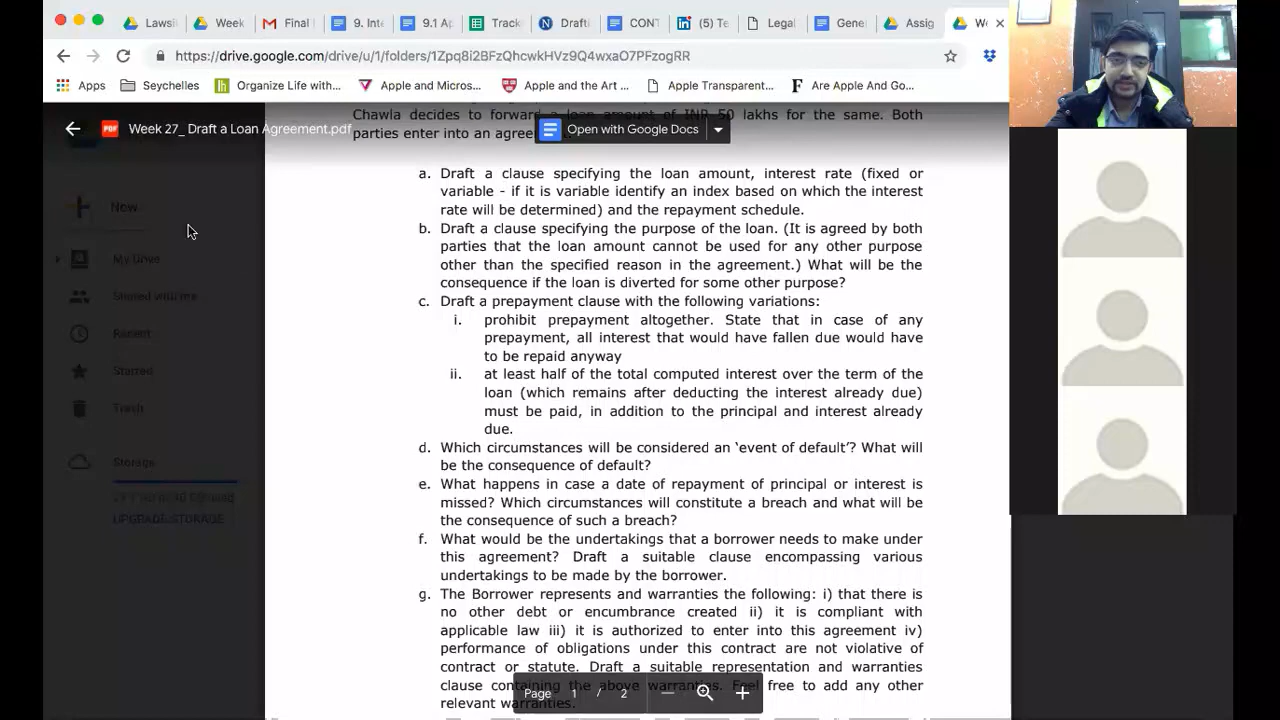 Lawsi
Week
Final
9. Inte
9.1 Ap
Track
Draft
CONT
(5) Te
Legal
Gene
Assig
We
https://drive.google.com/drive/u/1/folders/1Zpq8i2BFzQhcwkHVz9Q4wxaO7PFzogRR
Apps
Seychelles
Organize Life with...
Apple and Micros...
Apple and the Art ...
Apple Transparent...
Are Apple And Go...
Chawla decides to forward a loan amount of INR 50 lakhs for the same. Both
Week 27_ Draft a Loan Agreement.pdf
parties enter into an agree
Open with Google Docs
New
My Drive
Shared with me
Recent
Starred
Trash
Storage
UPGRADE STORAGE
a. Draft a clause specifying the loan amount, interest rate (fixed or
variable - if it is variable identify an index based on which the interest
rate will be determined) and the repayment schedule.
b. Draft a clause specifying the purpose of the loan. (It is agreed by both
parties that the loan amount cannot be used for any other purpose
other than the specified reason in the agreement.) What will be the
consequence if the loan is diverted for some other purpose?
c. Draft a prepayment clause with the following variations:
i. prohibit prepayment altogether. State that in case of any
prepayment, all interest that would have fallen due would have
to be repaid anyway
ii. at least half of the total computed interest over the term of the
loan (which remains after deducting the interest already due)
must be paid, in addition to the principal and interest already
due.
d. Which circumstances will be considered an ‘event of default’? What will
be the consequence of default?
e. What happens in case a date of repayment of principal or interest is
missed? Which circumstances will constitute a breach and what will be
the consequence of such a breach?
f. What would be the undertakings that a borrower needs to make under
this agreement? Draft a suitable clause encompassing various
undertakings to be made by the borrower.
g. The Borrower represents and warranties the following: i) that there is
no other debt or encumbrance created ii) it is compliant with
applicable law iii) it is authorized to enter into this agreement iv)
performance of obligations under this contract are not violative of
contract or statute. Draft a suitable representation and warranties
clause containing the above warranties. Feel free to add any other
relevant warranties.
Page 1 / 2